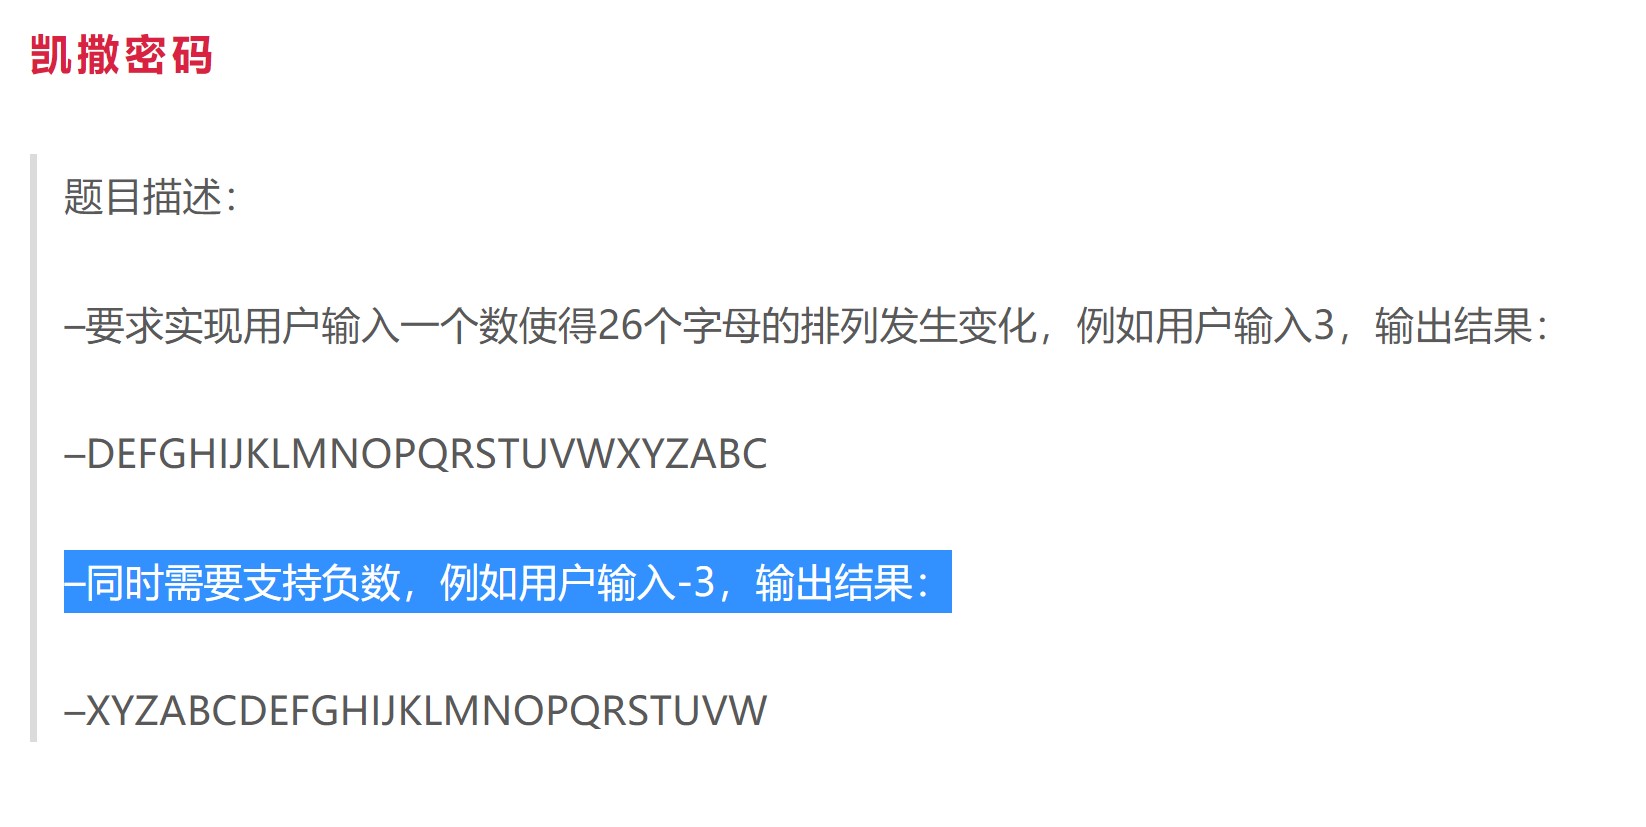 凯撒密码
题目描述：
–要求实现用户输入一个数使得26个字母的排列发生变化，例如用户输入3，输出结果：
–DEFGHIJKLMNOPQRSTUVWXYZABC
–同时需要支持负数，例如用户输入-3，输出结果：
–XYZABCDEFGHIJKLMNOPQRSTUVW